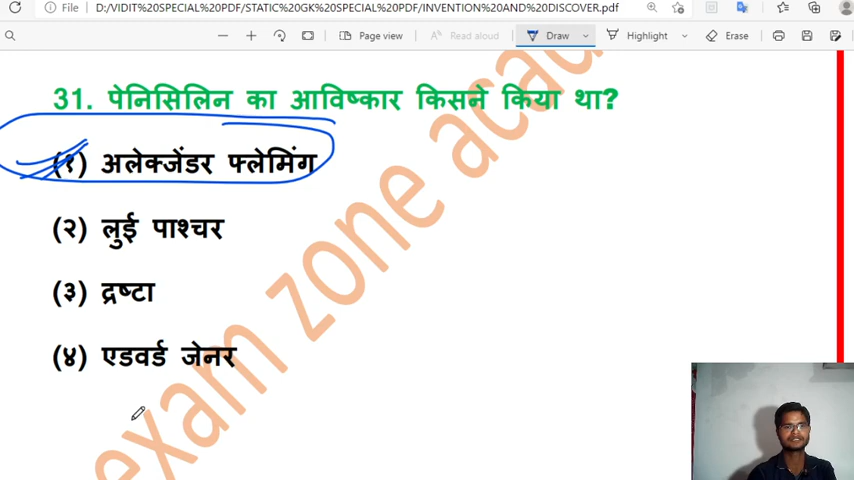 File
D:/VIDIT%20SPECIAL%20PDF/STATIC%20GK%20SPECIAL%20PDF/INVENTION%20AND%20DISCOVER.pdf
Page view
Read aloud
Draw
Highlight
Erase
31. पेनिसिलिन का आविष्कार किसने किया था?
(१) अलेक्जेंडर फ्लेमिंग
(२) लुई पाश्चर
(३) द्रष्टा
(४) एडवर्ड जेनर
exam zone acad